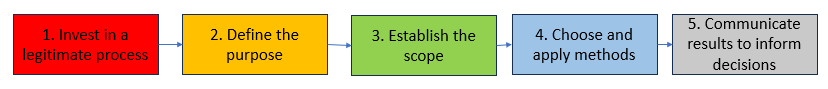 1. Invest in a
legitimate process
2. Define the
purpose
3. Establish the
scope
4. Choose and
apply methods
5. Communicate
results to inform
decisions